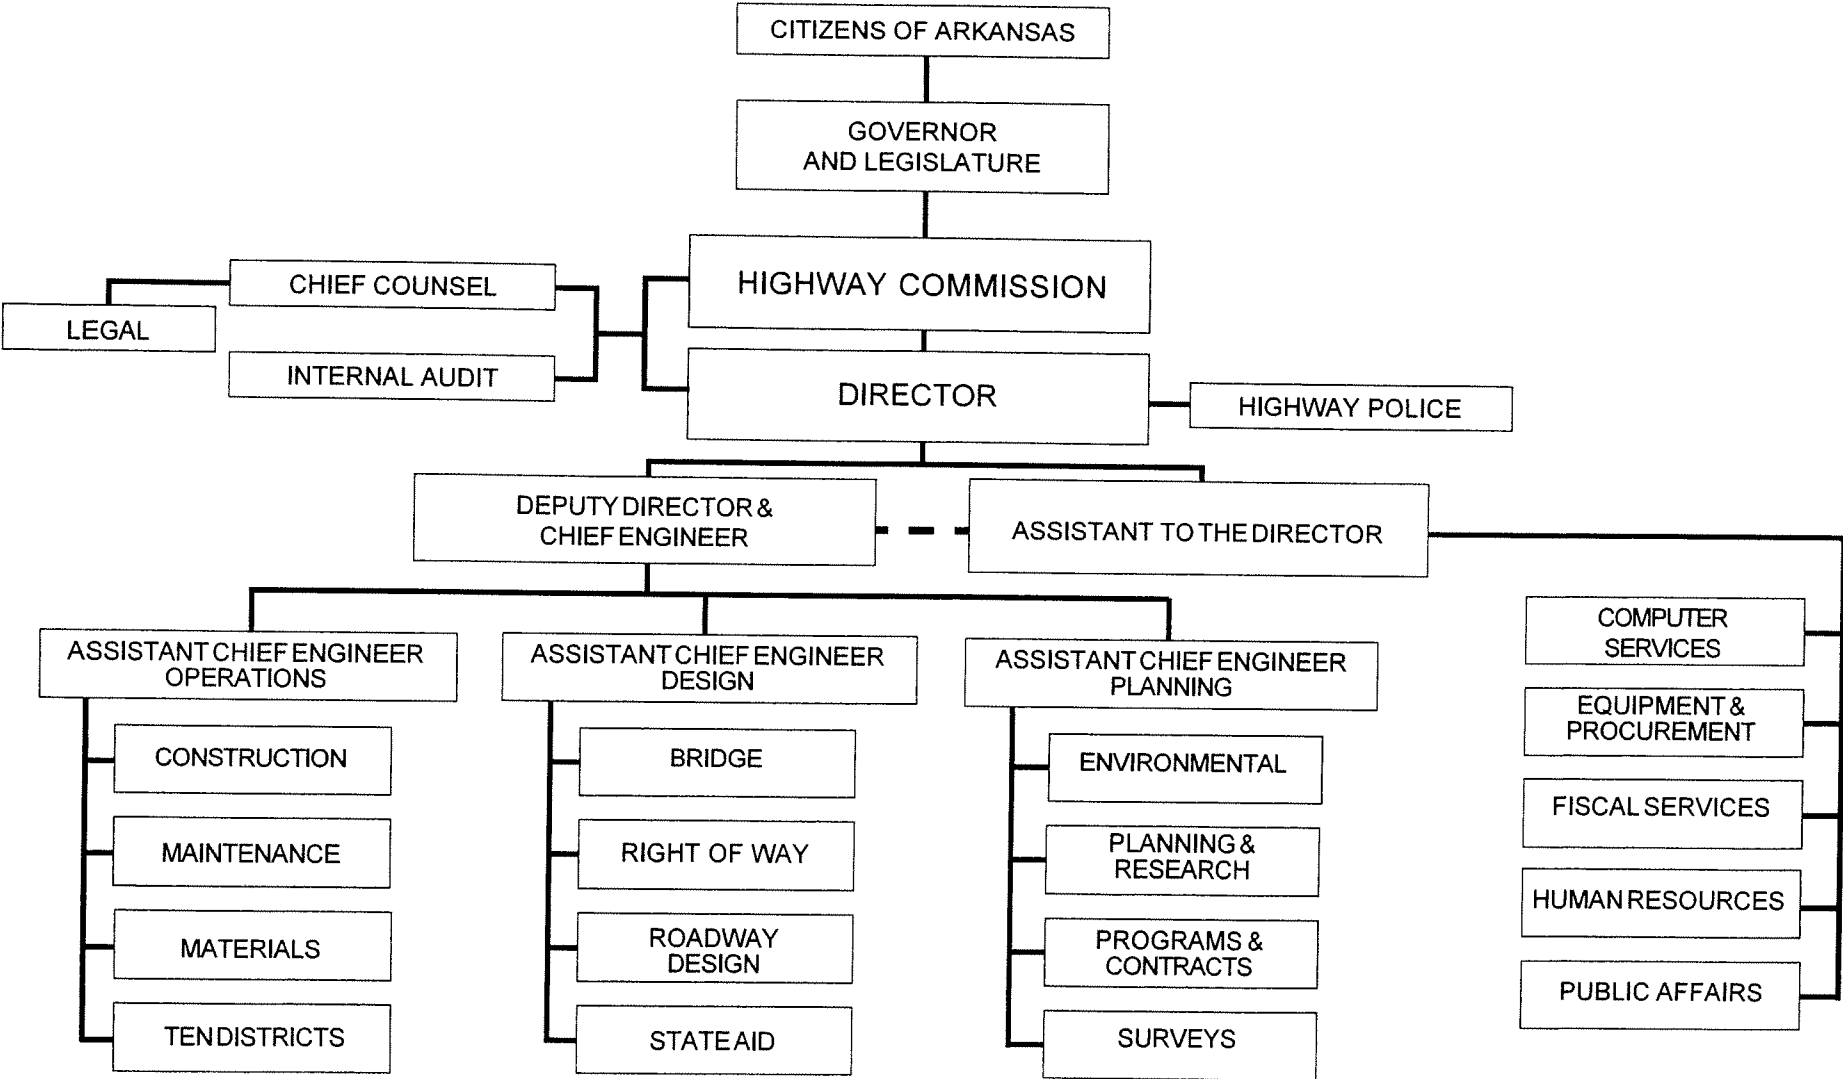 CITIZENS OF ARKANSAS
GOVERNOR
AND LEGISLATURE
HIGHWAY COMMISSION
CHIEF COUNSEL
LEGAL
INTERNAL AUDIT
DIRECTOR
HIGHWAY POLICE
DEPUTY DIRECTOR &
CHIEF ENGINEER
ASSISTANT TO THE DIRECTOR
ASSISTANT CHIEF ENGINEER
OPERATIONS
CONSTRUCTION
MAINTENANCE
MATERIALS
TEN DISTRICTS
ASSISTANT CHIEF ENGINEER
DESIGN
BRIDGE
RIGHT OF WAY
ROADWAY
DESIGN
STATE AID
ASSISTANT CHIEF ENGINEER
PLANNING
ENVIRONMENTAL
PLANNING &
RESEARCH
PROGRAMS &
CONTRACTS
SURVEYS
COMPUTER
SERVICES
EQUIPMENT &
PROCUREMENT
FISCAL SERVICES
HUMAN RESOURCES
PUBLIC AFFAIRS